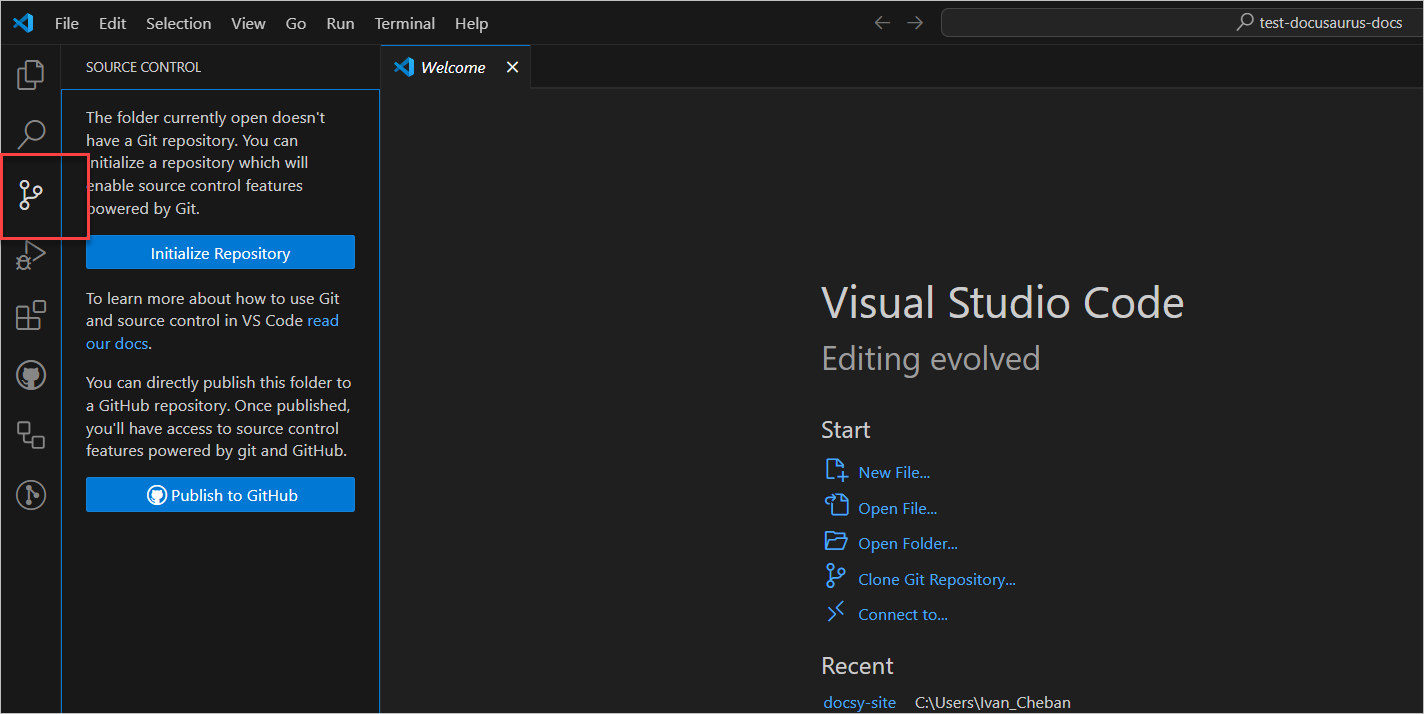 File Edit Selection View Go Run Terminal Help
test-docusaurus-docs
SOURCE CONTROL
Welcome
The folder currently open doesn't
have a Git repository. You can
initialize a repository which will
enable source control features
powered by Git.
Initialize Repository
To learn more about how to use Git
and source control in VS Code read
our docs.
You can directly publish this folder to
a GitHub repository. Once published,
you'll have access to source control
features powered by git and GitHub.
Publish to GitHub
Visual Studio Code
Editing evolved
Start
New File...
Open File...
Open Folder...
Clone Git Repository...
Connect to...
Recent
docsy-site C:\Users\Ivan_Cheban